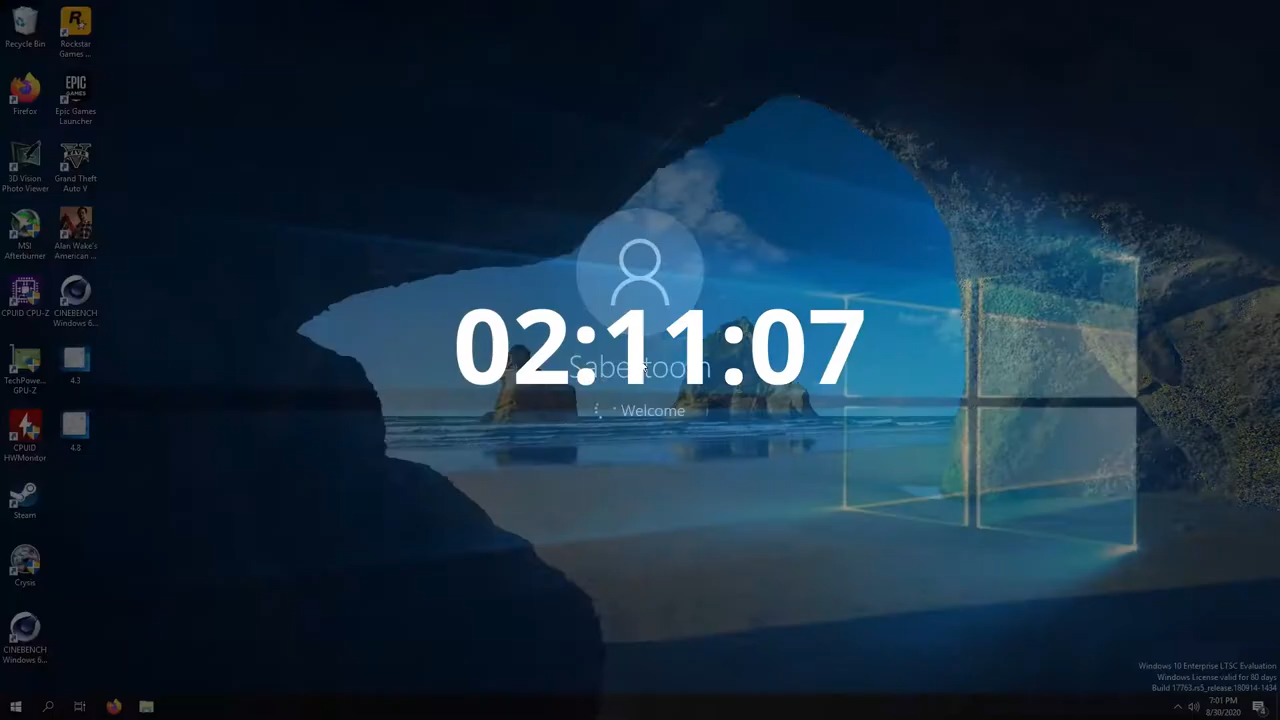 Recycle Bin
Rockstar
Games ...
Firefox
Epic Games
Launcher
3D Vision
Photo Viewer
Grand Theft
Auto V
MSI
Afterburner
Alan Wake's
American ...
CPUID CPU-Z
CINEBENCH
Windows 6...
TechPowe...
GPU-Z
4.3
CPUID
HWMonitor
4.8
Steam
Crysis
CINEBENCH
Windows 6...
02:11:07
Sabertooth
Welcome
Windows 10 Enterprise LTSC Evaluation
Windows License valid for 80 days
Build 17763.rs5_release.180914-1434
7:01 PM
8/30/2020